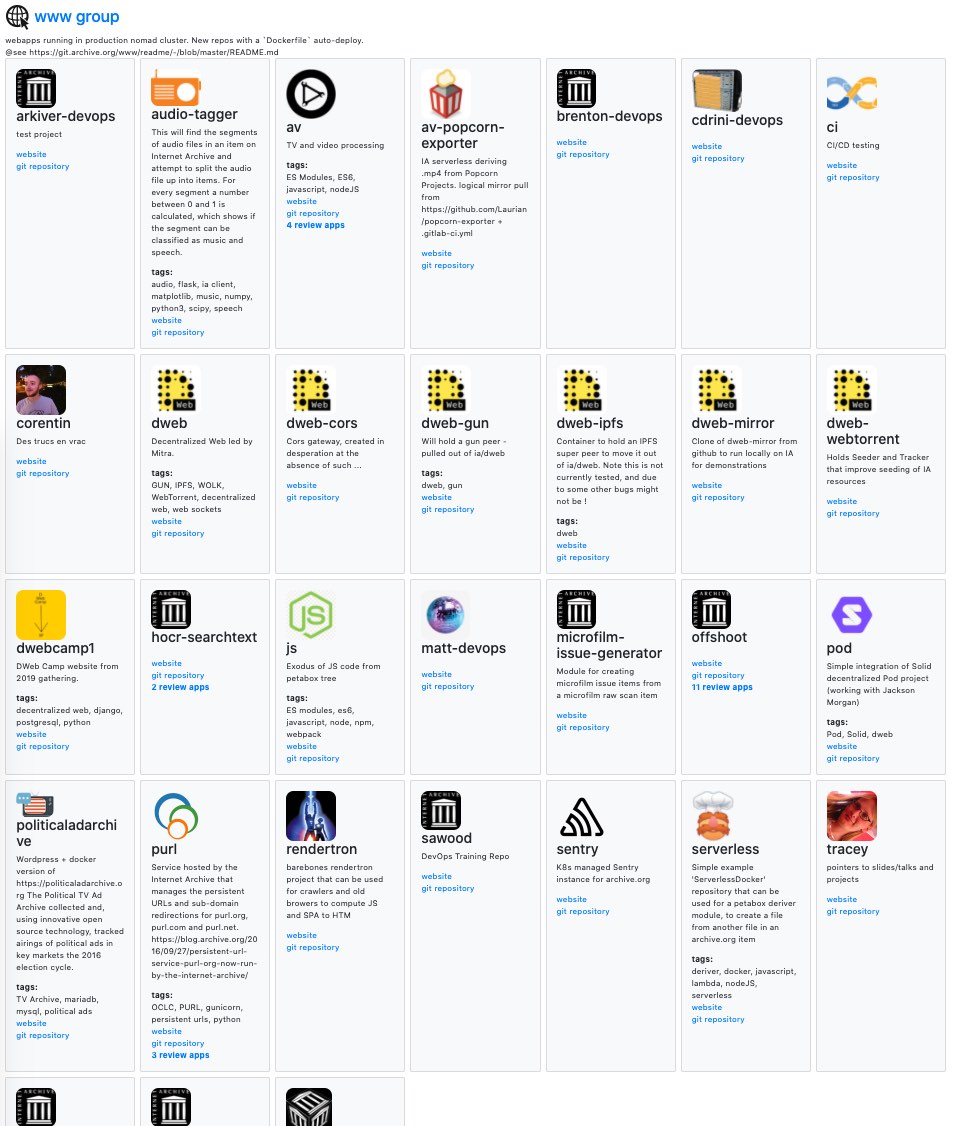 www group
webapps running in production nomad cluster. New repos with a `Dockerfile` auto-deploy.
@see https://git.archive.org/www/readme/-/blob/master/README.md
arkiver-devops
test project
website
git repository
audio-tagger
This will find the segments
of audio files in an item on
Internet Archive and
attempt to split the audio
file up into items. For
every segment a number
between 0 and 1 is
calculated, which shows if
the segment can be
classified as music and
speech.
tags:
audio, flask, ia client,
matplotlib, music, numpy,
python3, scipy, speech
website
git repository
av
TV and video processing
tags:
ES Modules, ES6,
javascript, nodeJS
website
git repository
4 review apps
av-popcorn-
exporter
IA serverless deriving
.mp4 from Popcorn
Projects. logical mirror pull
from
https://github.com/Laurian
/popcorn-exporter +
.gitlab-ci.yml
website
git repository
brenton-devops
website
git repository
cdrini-devops
website
git repository
ci
CI/CD testing
website
git repository
corentin
Des trucs en vrac
website
git repository
Web
dweb
Decentralized Web led by
Mitra.
tags:
GUN, IPFS, WOLK,
WebTorrent, decentralized
web, web sockets
website
git repository
Web
dweb-cors
Cors gateway, created in
desperation at the
absence of such ...
website
git repository
Web
dweb-gun
Will hold a gun peer -
pulled out of ia/dweb
tags:
dweb, gun
website
git repository
Web
dweb-ipfs
Container to hold an IPFS
super peer to move it out
of ia/dweb. Note this is not
currently tested, and due
to some other bugs might
not be !
tags:
dweb
website
git repository
Web
dweb-mirror
Clone of dweb-mirror from
github to run locally on IA
for demonstrations
website
git repository
Web
dweb-
webtorrent
Holds Seeder and Tracker
that improve seeding of IA
resources
website
git repository
dwebcamp1
DWeb Camp website from
2019 gathering.
tags:
decentralized web, django,
postgresql, python
website
git repository
hocr-searchtext
website
git repository
2 review apps
JS
js
Exodus of JS code from
petabox tree
tags:
ES modules, es6,
javascript, node, npm,
webpack
website
git repository
matt-devops
website
git repository
microfilm-
issue-generator
Module for creating
microfilm issue items from
a microfilm raw scan item
website
git repository
offshoot
website
git repository
11 review apps
pod
Simple integration of Solid
decentralized Pod project
(working with Jackson
Morgan)
tags:
Pod, Solid, dweb
website
git repository
politicaladarchi
ve
Wordpress + docker
version of
https://politicaladarchive.o
rg The Political TV Ad
Archive collected and,
using innovative open
source technology, tracked
airings of political ads in
key markets the 2016
election cycle.
tags:
TV Archive, mariadb,
mysql, political ads
website
git repository
purl
Service hosted by the
Internet Archive that
manages the persistent
URLs and sub-domain
redirections for purl.org,
purl.com and purl.net.
https://blog.archive.org/20
16/09/27/persistent-url-
service-purl-org-now-run-
by-the-internet-archive/
tags:
OCLC, PURL, gunicorn,
persistent urls, python
website
git repository
3 review apps
rendertron
barebones rendertron
project that can be used
for crawlers and old
browers to compute JS
and SPA to HTM
website
git repository
sawood
DevOps Training Repo
website
git repository
sentry
K8s managed Sentry
instance for archive.org
website
git repository
serverless
Simple example
'ServerlessDocker'
repository that can be
used for a petabox deriver
module, to create a file
from another file in an
archive.org item
tags:
deriver, docker, javascript,
lambda, nodeJS,
serverless
website
git repository
tracey
pointers to slides/talks and
projects
website
git repository